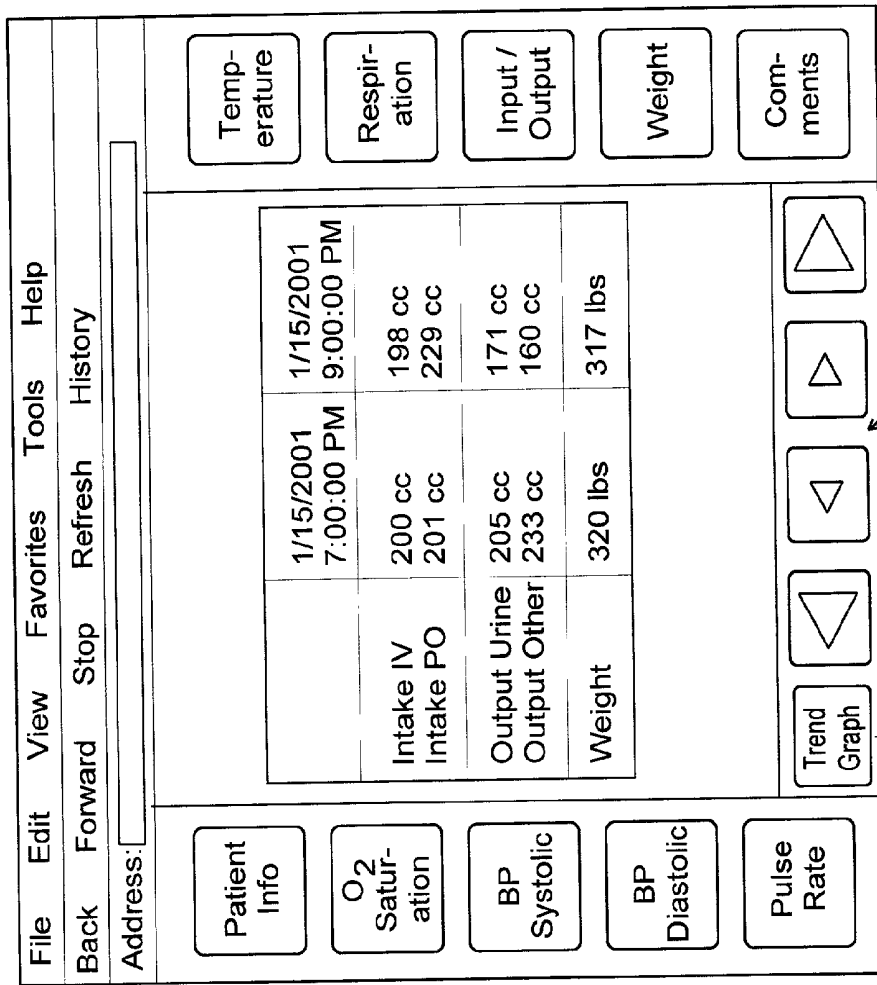 File Edit View Favorites Tools Help
Back Forward Stop Refresh History
Address:
Patient
Info
O2
Satur-
ation
BP
Systolic
BP
Diastolic
Pulse
Rate
1/15/2001 1/15/2001
7:00:00 PM 9:00:00 PM
Intake IV 200 cc 198 cc
Intake PO 201 cc 229 cc
Output Urine 205 cc 171 cc
Output Other 233 cc 160 cc
Weight 320 lbs 317 lbs
Trend
Graph
Temp-
erature
Respir-
ation
Input /
Output
Weight
Com-
ments